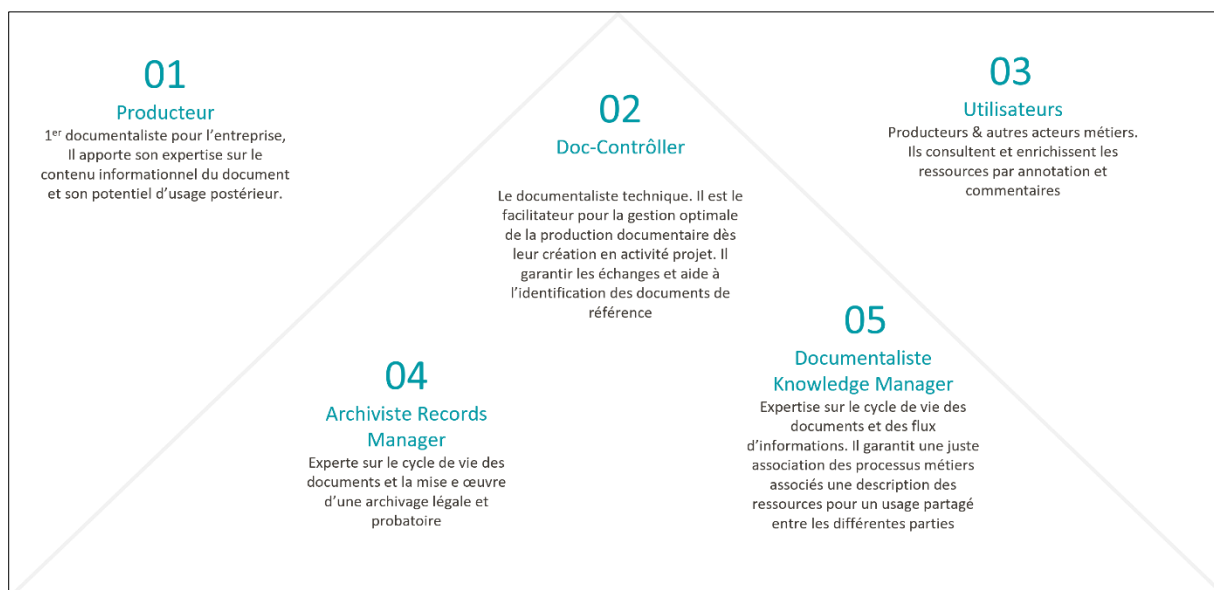 01
Producteur
1er documentaliste pour l'entreprise,
Il apporte son expertise sur le
contenu informationnel du document
et son potentiel d'usage postérieur.
02
Doc-Contrôller
Le documentaliste technique. Il est le
facilitateur pour la gestion optimale
de la production documentaire dès
leur création en activité projet. Il
garantir les échanges et aide à
l'identification des documents de
référence
03
Utilisateurs
Producteurs & autres acteurs métiers.
Ils consultent et enrichissent les
ressources par annotation et
commentaires
04
Archiviste Records
Manager
Experte sur le cycle de vie des
documents et la mise e œuvre
d'une archivage légale et
probatoire
05
Documentaliste
Knowledge Manager
Expertise sur le cycle de vie des
documents et des flux
d'informations. Il garantit une juste
association des processus métiers
associés une description des
ressources pour un usage partagé
entre les différentes parties